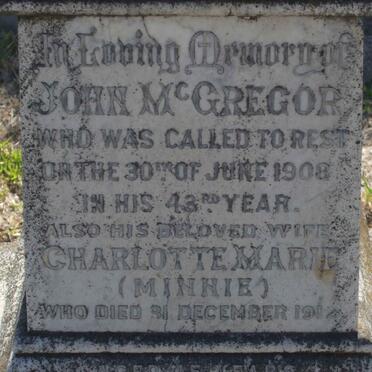 In Loving Memory of
JOHN McGREGOR
WHO WAS CALLED TO REST
ON THE 30TH OF JUNE 1908
IN HIS 43RD YEAR.
ALSO HIS BELOVED WIFE
CHARLOTTE MARIE
(MINNIE)
WHO DIED 31 DECEMBER